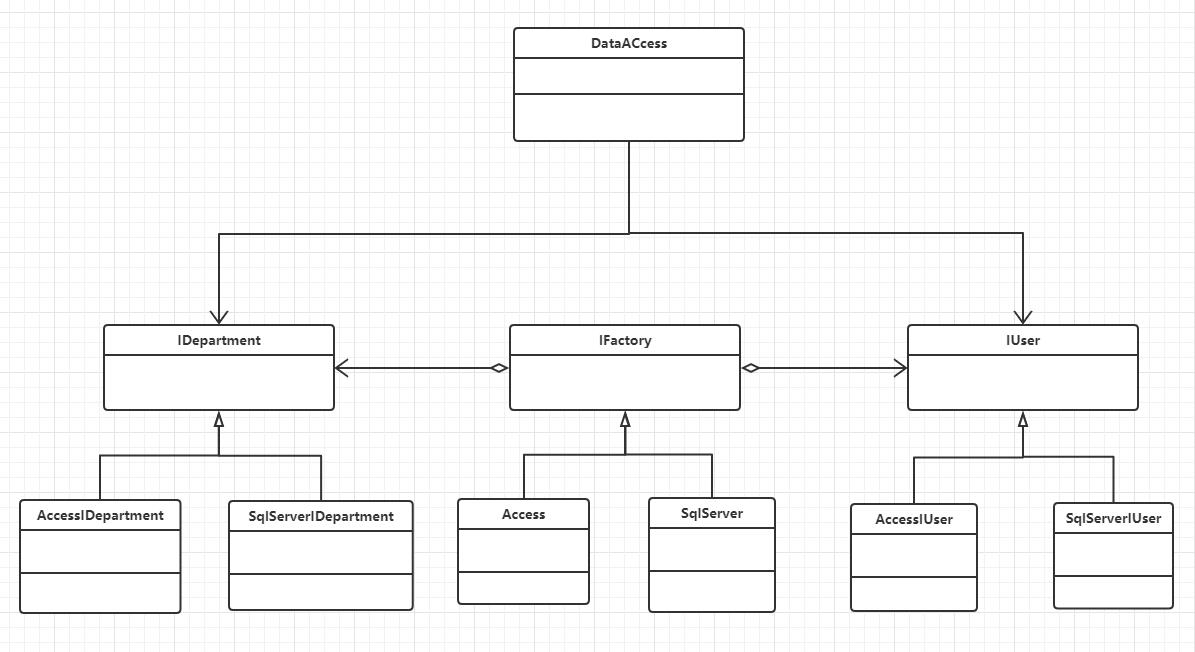 DataACcess
IDepartment
IFactory
IUser
AccessIDepartment
SqlServerIDepartment
Access
SqlServer
AccessIUser
SqlServerIUser